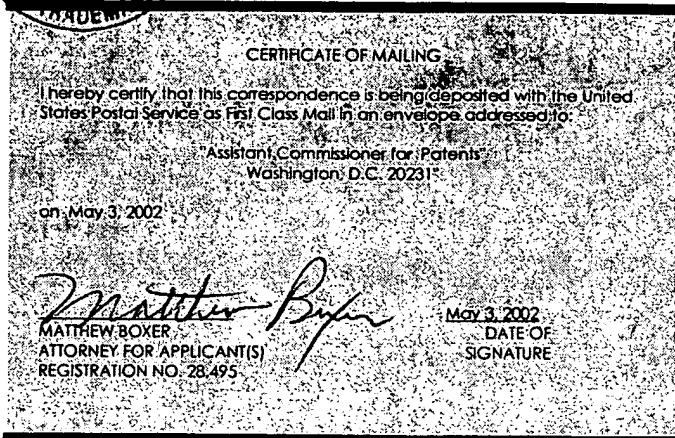 TRADEM
CERTIFICATE OF MAILING
I hereby certify that this correspondence is being deposited with the United
States Postal Service as First Class Mail in an envelope addressed to:
"Assistant Commissioner for Patents"
Washington, D.C. 20231"
on May 3, 2002
Matthew Boxer
MATTHEW BOXER
ATTORNEY FOR APPLICANT(S)
REGISTRATION NO. 28,495
May 3, 2002
DATE OF
SIGNATURE